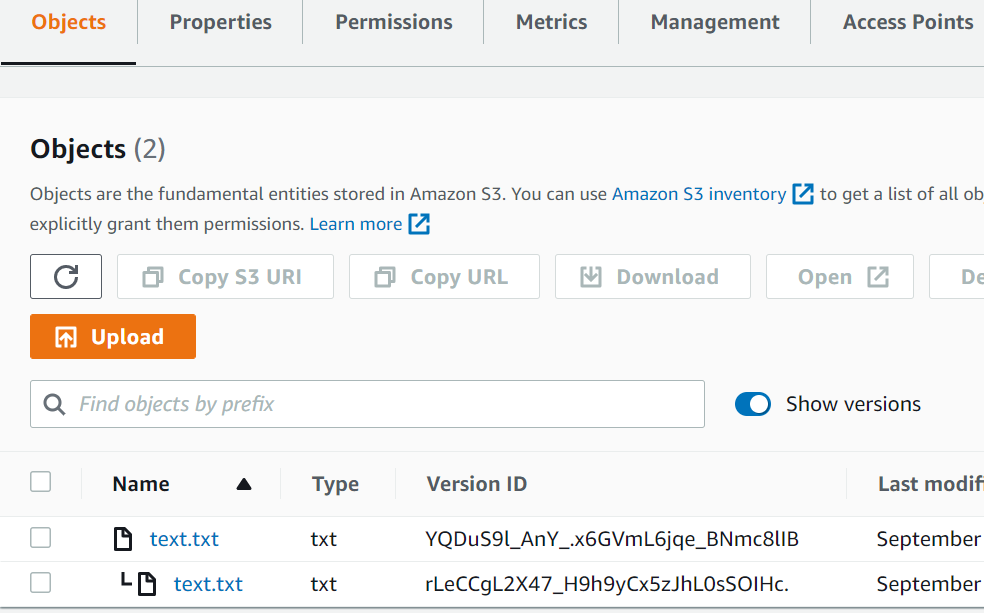 Objects Properties Permissions Metrics Management Access Points
Objects (2)
Objects are the fundamental entities stored in Amazon S3. You can use Amazon S3 inventory to get a list of all ob
explicitly grant them permissions. Learn more
Copy S3 URI Copy URL Download Open De
Upload
Find objects by prefix Show versions
Name Type Version ID Last modifi
text.txt txt YQDuS9l_AnY_.x6GVmL6jqe_BNmc8lIB September
text.txt txt rLeCCgL2X47_H9h9yCx5zJhL0sSOIHc. September